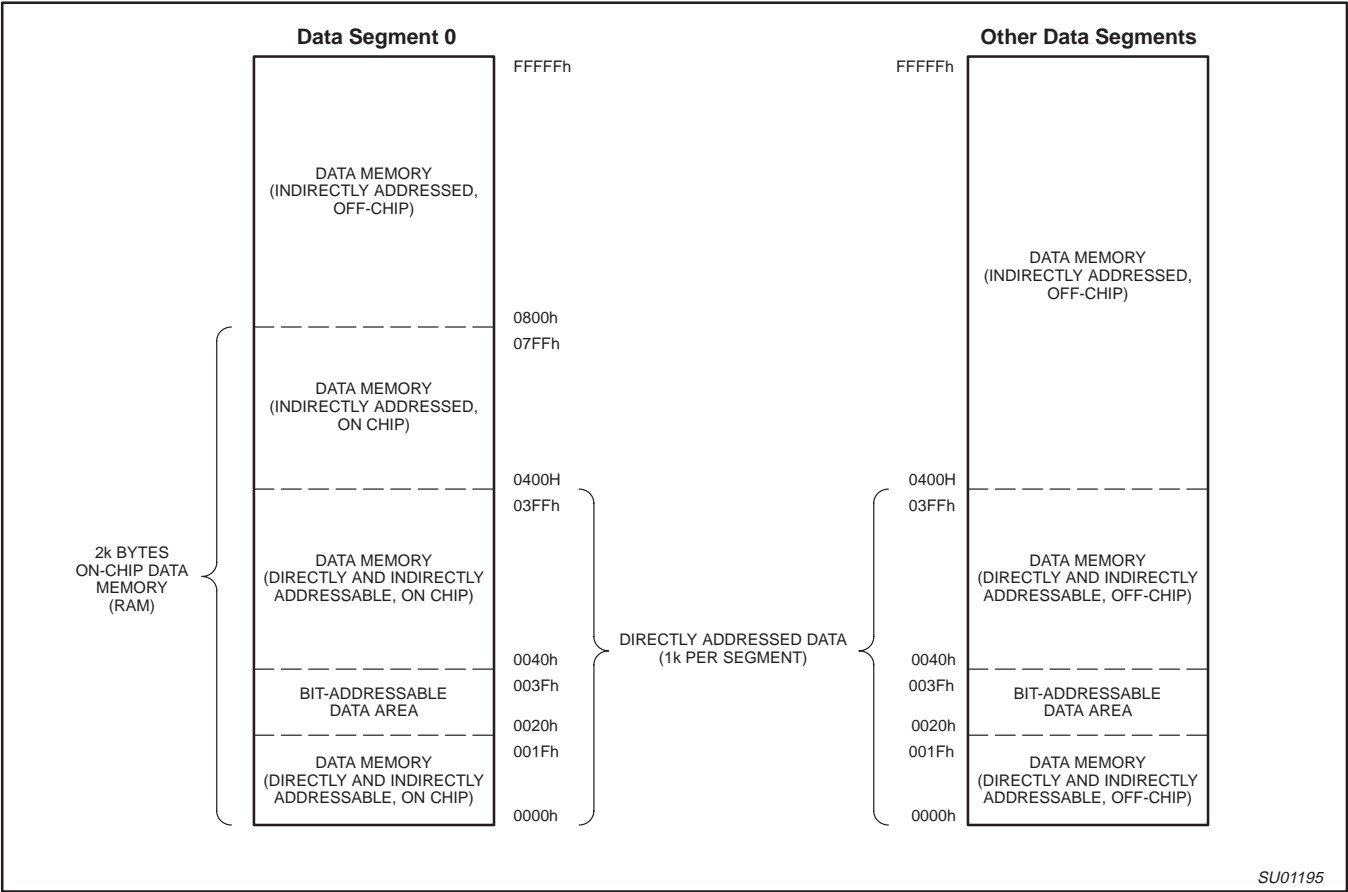 Data Segment 0
FFFFFh
DATA MEMORY
(INDIRECTLY ADDRESSED,
OFF-CHIP)
0800h
07FFh
DATA MEMORY
(INDIRECTLY ADDRESSED,
ON CHIP)
0400H
03FFh
2k BYTES
ON-CHIP DATA
MEMORY
(RAM)
DATA MEMORY
(DIRECTLY AND INDIRECTLY
ADDRESSABLE, ON CHIP)
0040h
003Fh
BIT-ADDRESSABLE
DATA AREA
0020h
001Fh
DATA MEMORY
(DIRECTLY AND INDIRECTLY
ADDRESSABLE, ON CHIP)
0000h
DIRECTLY ADDRESSED DATA
(1k PER SEGMENT)
Other Data Segments
FFFFFh
DATA MEMORY
(INDIRECTLY ADDRESSED,
OFF-CHIP)
0400H
03FFh
DATA MEMORY
(DIRECTLY AND INDIRECTLY
ADDRESSABLE, OFF-CHIP)
0040h
003Fh
BIT-ADDRESSABLE
DATA AREA
0020h
001Fh
DATA MEMORY
(DIRECTLY AND INDIRECTLY
ADDRESSABLE, OFF-CHIP)
0000h
SU01195